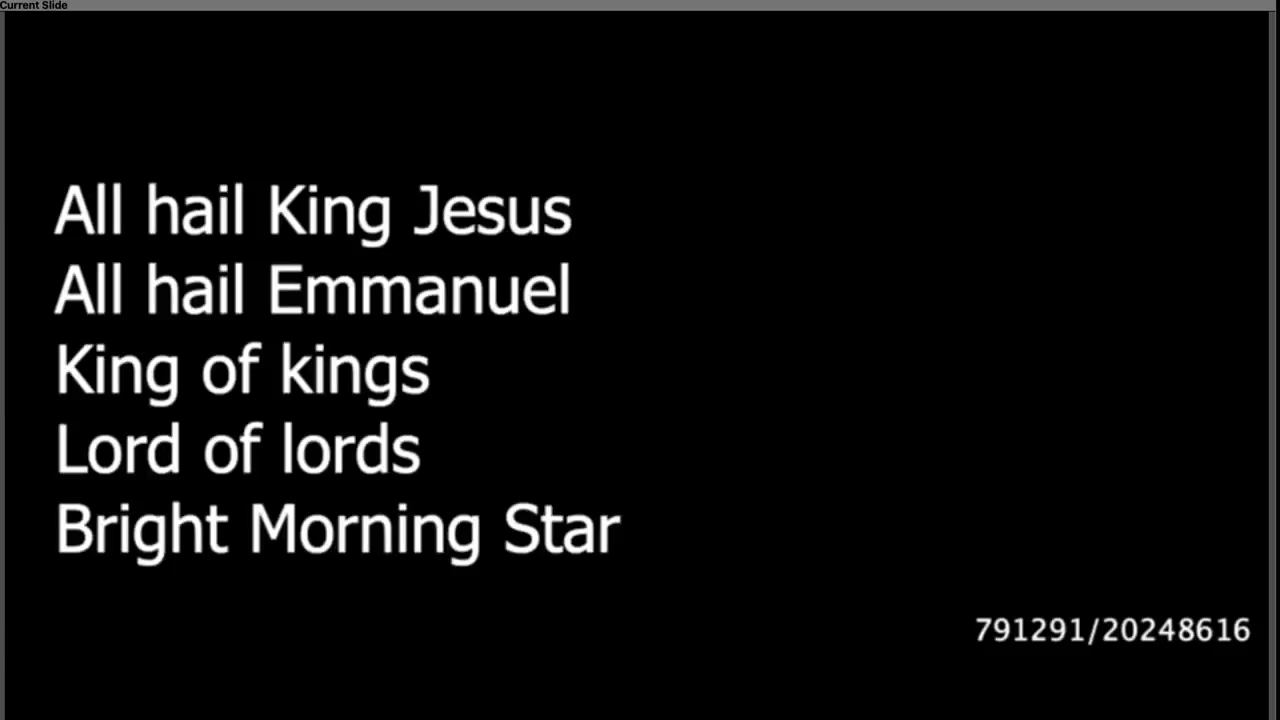 Current Slide
All hail King Jesus
All hail Emmanuel
King of kings
Lord of lords
Bright Morning Star
791291/20248616